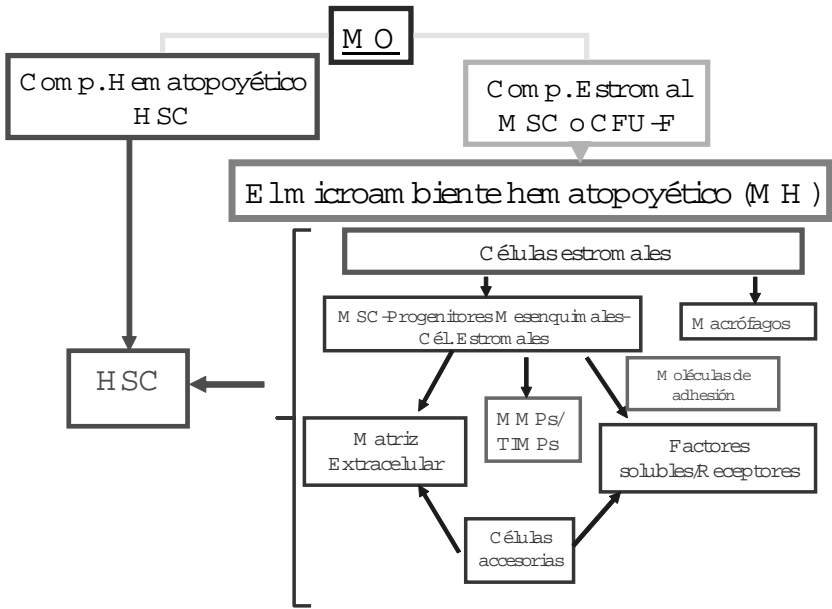 MO
Comp. Hematopoyético
HSC
Comp. Estromal
MSC o CFU-F
El microambiente hematopoyético (MH)
Células estromales
MSC-Progenitores Mesenquimales-
Cél. Estromales
Macrófagos
HSC
Moléculas de
adhesión
MMPs/
TIMPs
Matriz
Extracelular
Factores
solubles/Receptores
Células
accesorias